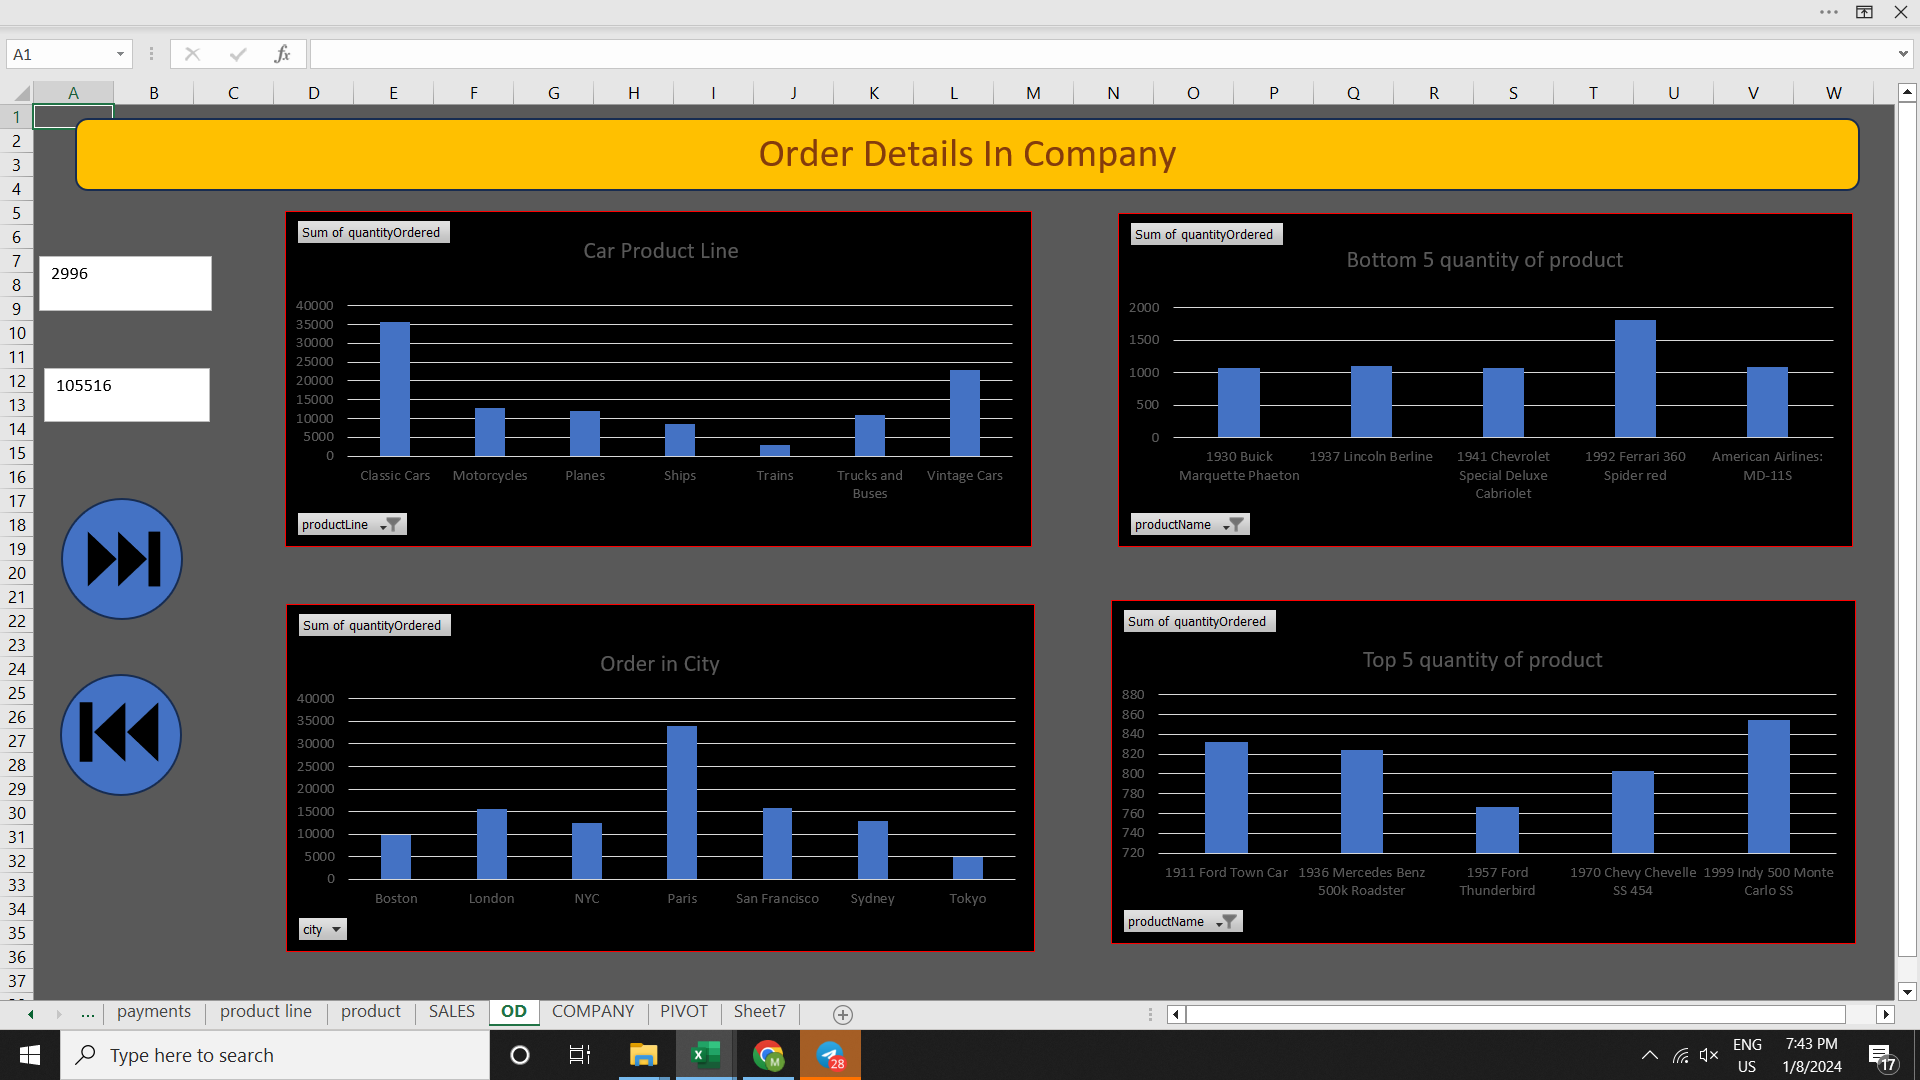 A1
fx
A B C D E F G H I J K L M N O P Q R S T U V W
1
2
3
4
5
6
7
8
9
10
11
12
13
14
15
16
17
18
19
20
21
22
23
24
25
26
27
28
29
30
31
32
33
34
35
36
37
Order Details In Company
2996
105516
Sum of quantityOrdered
Car Product Line
40000
35000
30000
25000
20000
15000
10000
5000
0
Classic Cars Motorcycles Planes Ships Trains Trucks and Vintage Cars
Buses
productLine
Sum of quantityOrdered
Bottom 5 quantity of product
2000
1500
1000
500
0
1930 Buick 1937 Lincoln Berline 1941 Chevrolet 1992 Ferrari 360 American Airlines:
Marquette Phaeton Special Deluxe Spider red MD-11S
Cabriolet
productName
Sum of quantityOrdered
Order in City
40000
35000
30000
25000
20000
15000
10000
5000
0
Boston London NYC Paris San Francisco Sydney Tokyo
city
Sum of quantityOrdered
Top 5 quantity of product
880
860
840
820
800
780
760
740
720
1911 Ford Town Car 1936 Mercedes Benz 1957 Ford 1970 Chevy Chevelle 1999 Indy 500 Monte
500k Roadster Thunderbird SS 454 Carlo SS
productName
... payments product line product SALES OD COMPANY PIVOT Sheet7
Type here to search
28
ENG
US
7:43 PM
1/8/2024
17